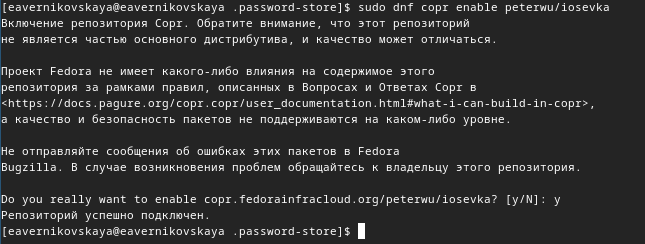 [eavernikovskaya@eavernikovskaya .password-store]$ sudo dnf copr enable peterwu/iosevka
Включение репозитория Copr. Обратите внимание, что этот репозиторий
не является частью основного дистрибутива, и качество может отличаться.
Проект Fedora не имеет какого-либо влияния на содержимое этого
репозитория за рамками правил, описанных в Вопросах и Ответах Copr в
<https://docs.pagure.org/copr.copr/user_documentation.html#what-i-can-build-in-copr>,
а качество и безопасность пакетов не поддерживаются на каком-либо уровне.
Не отправляйте сообщения об ошибках этих пакетов в Fedora
Bugzilla. В случае возникновения проблем обращайтесь к владельцу этого репозитория.
Do you really want to enable copr.fedorainfracloud.org/peterwu/iosevka? [y/N]: y
Репозиторий успешно подключен.
[eavernikovskaya@eavernikovskaya .password-store]$